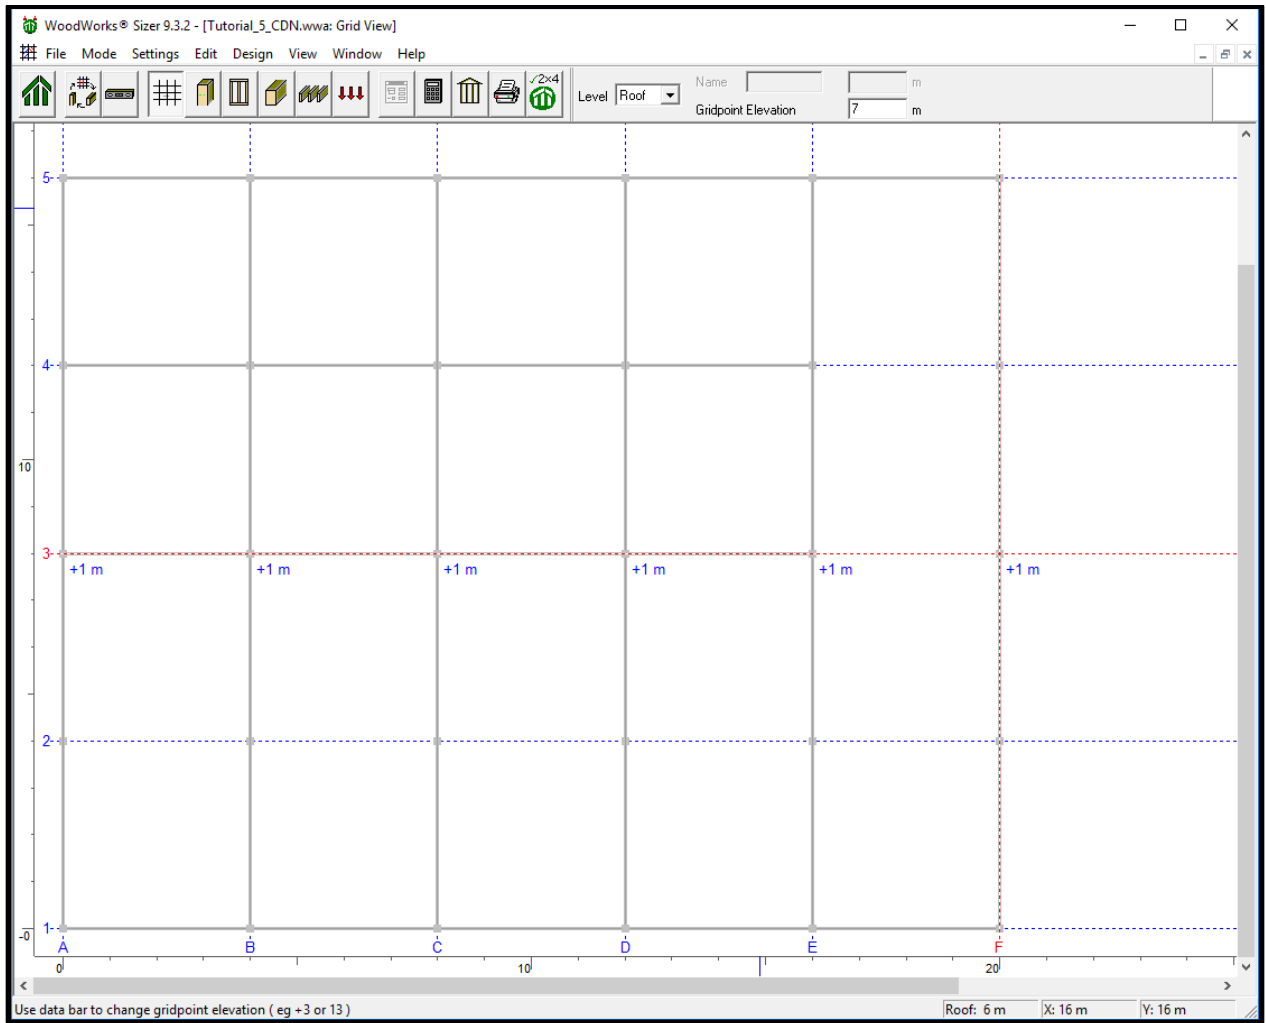 WoodWorks® Sizer 9.3.2 - [Tutorial_5_CDN.wwa: Grid View]
File Mode Settings Edit Design View Window Help
√2×4
Level Roof
Name m
Gridpoint Elevation 7 m
5
4
10
3
+1 m +1 m +1 m +1 m +1 m +1 m
2
-0 1
A B C D E F
0 10 20
Use data bar to change gridpoint elevation ( eg +3 or 13 ) Roof: 6 m X: 16 m Y: 16 m